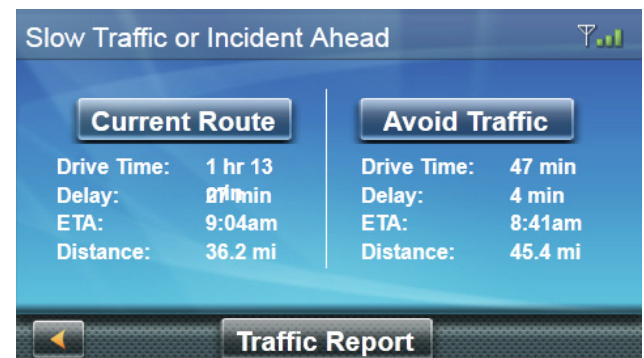 Slow Traffic or Incident Ahead
Current Route
Drive Time: 1 hr 13 min
Delay: 27 min
ETA: 9:04am
Distance: 36.2 mi
Avoid Traffic
Drive Time: 47 min
Delay: 4 min
ETA: 8:41am
Distance: 45.4 mi
Traffic Report